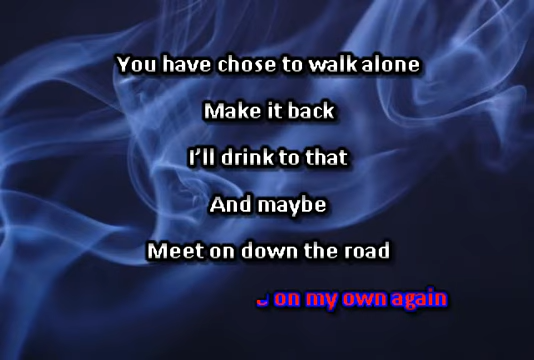 You have chose to walk alone
Make it back
I'll drink to that
And maybe
Meet on down the road
on my own again